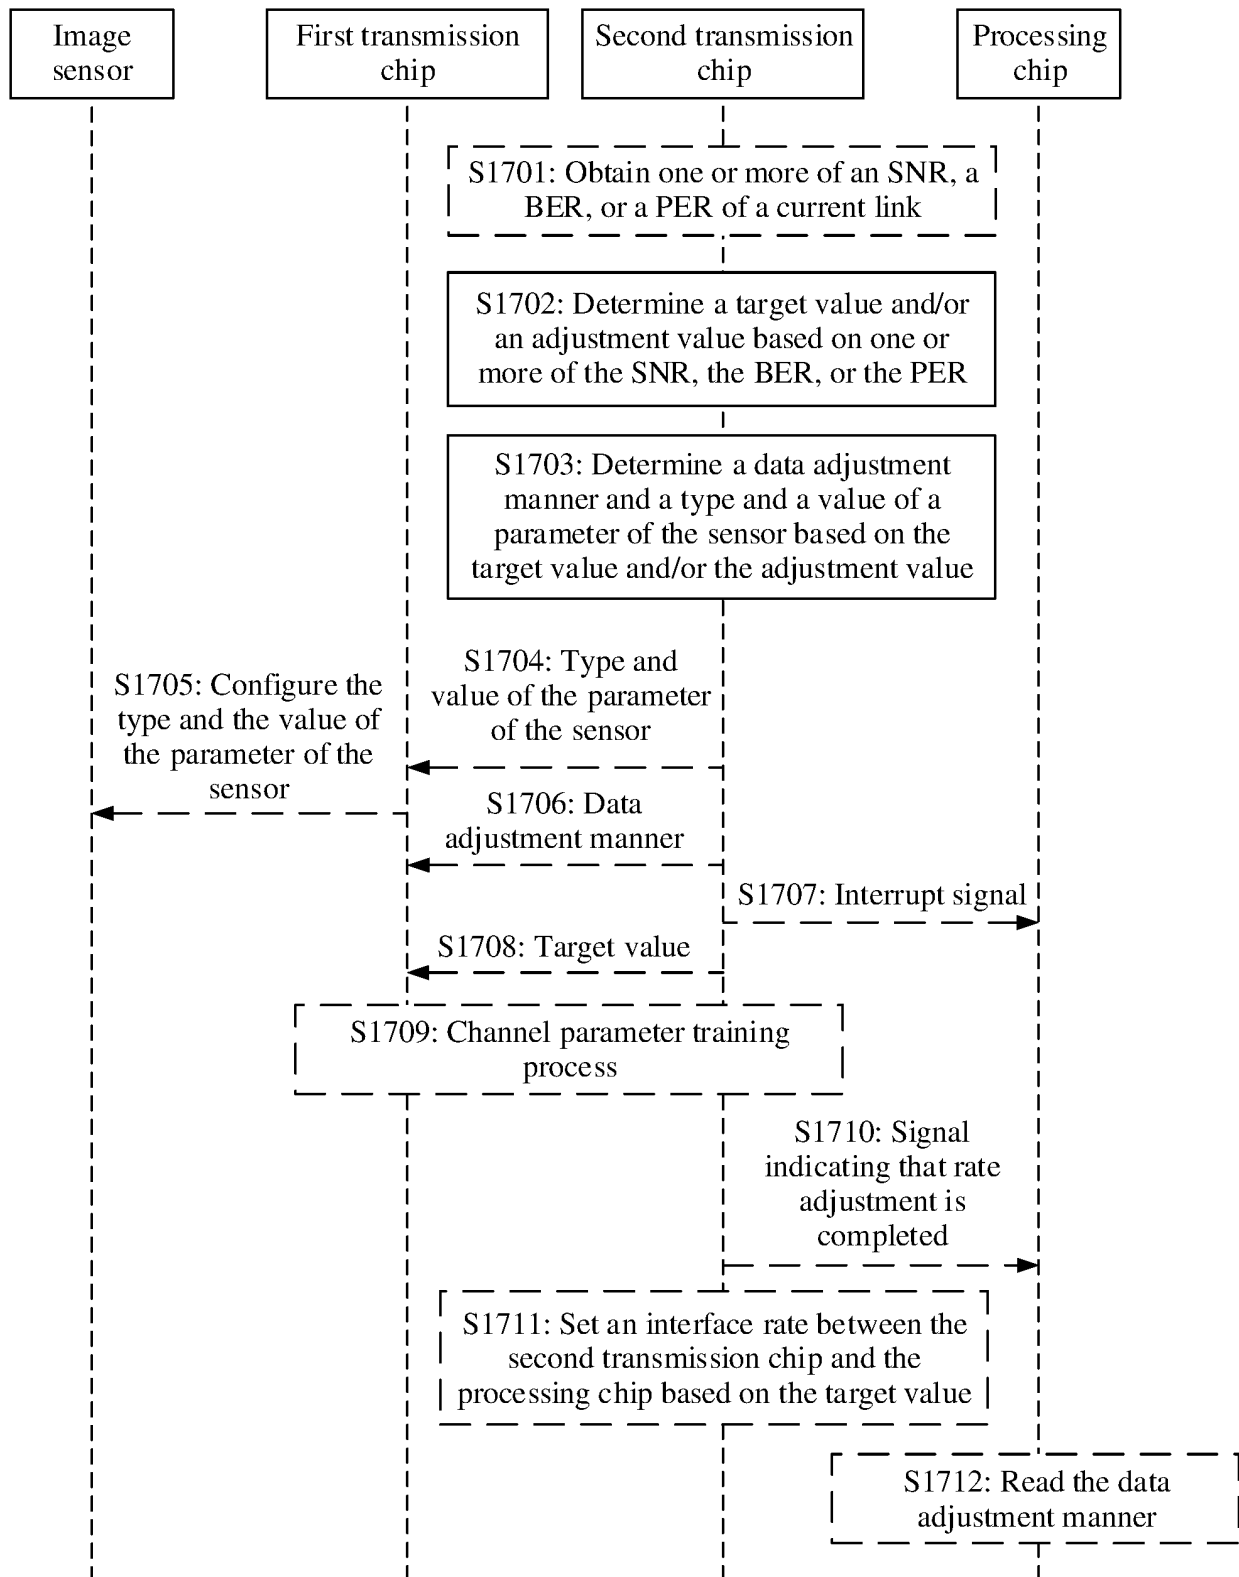 Image
sensor
First transmission
chip
Second transmission
chip
Processing
chip
S1701: Obtain one or more of an SNR, a
BER, or a PER of a current link
S1702: Determine a target value and/or
an adjustment value based on one or
more of the SNR, the BER, or the PER
S1703: Determine a data adjustment
manner and a type and a value of a
parameter of the sensor based on the
target value and/or the adjustment value
S1704: Type and
value of the parameter
of the sensor
S1705: Configure the
type and the value of
the parameter of the
sensor
S1706: Data
adjustment manner
S1707: Interrupt signal
S1708: Target value
S1709: Channel parameter training
process
S1710: Signal
indicating that rate
adjustment is
completed
S1711: Set an interface rate between the
second transmission chip and the
processing chip based on the target value
S1712: Read the data
adjustment manner